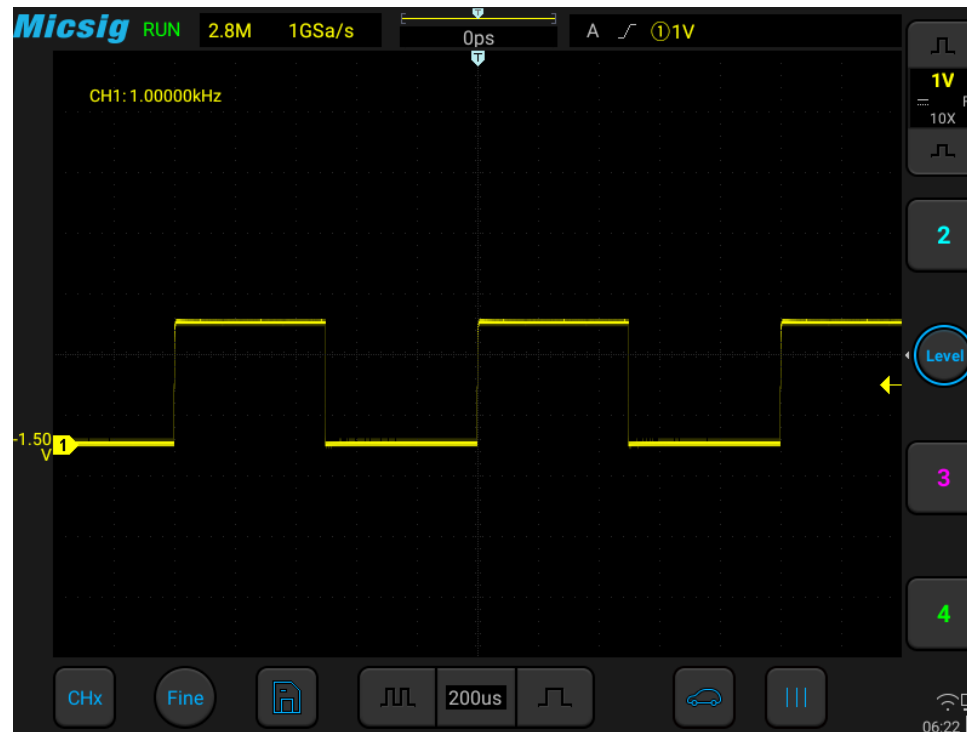 Micsig RUN 2.8M 1GSa/s 0ps A ①1V
T
T
CH1:1.00000kHz
1V
F
10X
2
Level
-1.50
V
1
3
4
CHx Fine 200us
06:22